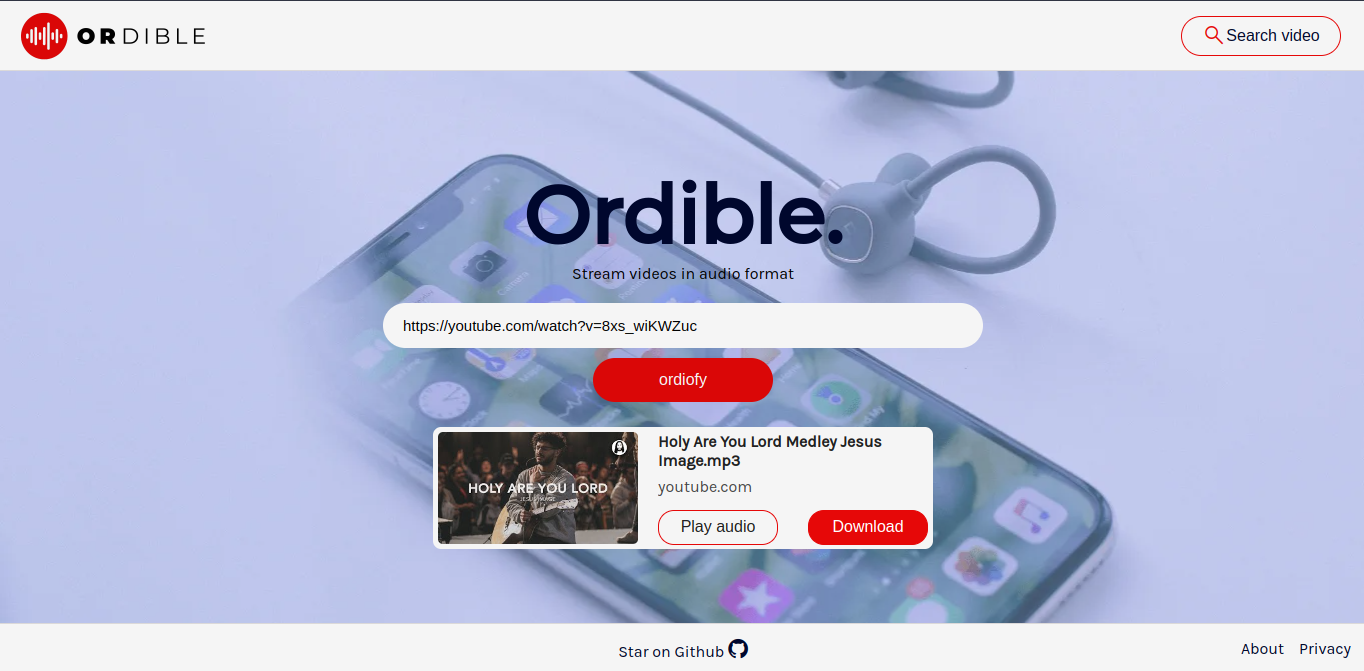 ORDIBLE
Search video
Ordible.
Stream videos in audio format
https://youtube.com/watch?v=8xs_wiKWZuc
ordiofy
HOLY ARE YOU LORD
JESUS IMAGE
Holy Are You Lord Medley Jesus
Image.mp3
youtube.com
Play audio
Download
Star on Github
About
Privacy